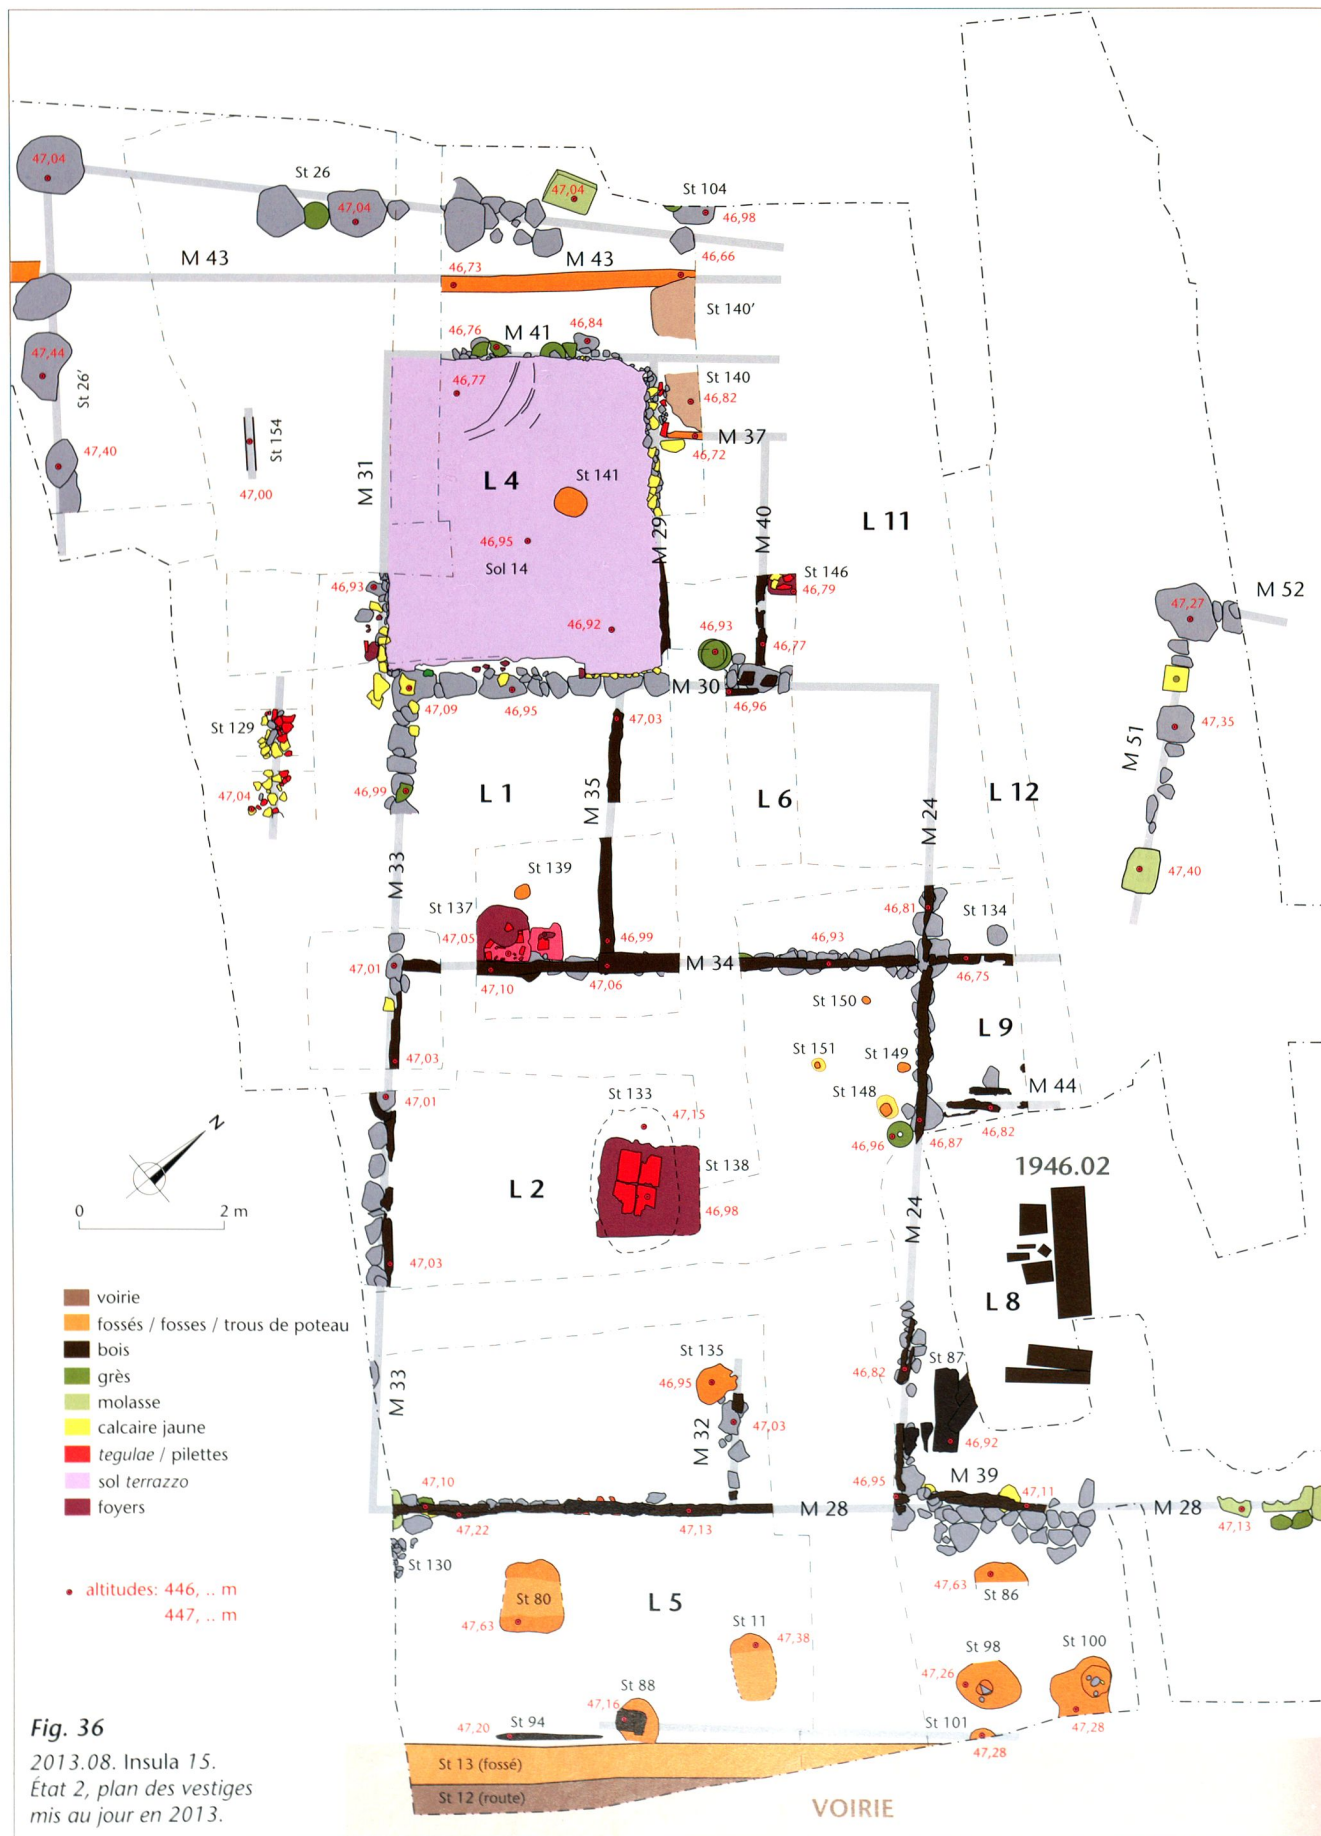 47,04
St 26
47,04
47,04
St 104
46,98
M 43
46,73
M 43
46,66
St 140'
46,76
M 41
46,84
47,44
St 26'
46,77
St 140
46,82
M 37
46,72
47,40
St 154
47,00
M 31
L 4
St 141
M 29
M 40
L 11
46,95
Sol 14
46,93
St 146
46,79
46,92
46,93
46,77
47,27
M 52
M 30
47,09
46,95
46,96
47,03
St 129
47,04
46,99
L 1
M 35
L 6
M 24
L 12
M 51
47,35
47,40
M 33
St 139
St 137
47,05
46,99
46,81
St 134
46,93
47,01
47,10
47,06
M 34
46,75
St 150
L 9
St 151
St 149
47,03
St 148
M 44
47,01
St 133
47,15
46,96
46,87
46,82
St 138
1946.02
L 2
46,98
M 24
N
0 2 m
47,03
L 8
voirie
fossés / fosses / trous de poteau
bois
grès
molasse
calcaire jaune
tegulae / pilettes
sol terrazzo
foyers
St 135
46,95
M 33
M 32
47,03
46,82
St 87
46,92
46,95
M 39
47,10
47,11
47,22
47,13
M 28
M 28
47,13
St 130
altitudes: 446, .. m
447, .. m
St 80
47,63
L 5
47,63
St 86
St 11
47,38
St 98
47,26
St 100
47,28
St 88
47,16
47,20
St 94
St 101
47,28
St 13 (fossé)
St 12 (route)
VOIRIE
Fig. 36
2013.08. Insula 15.
État 2, plan des vestiges
mis au jour en 2013.